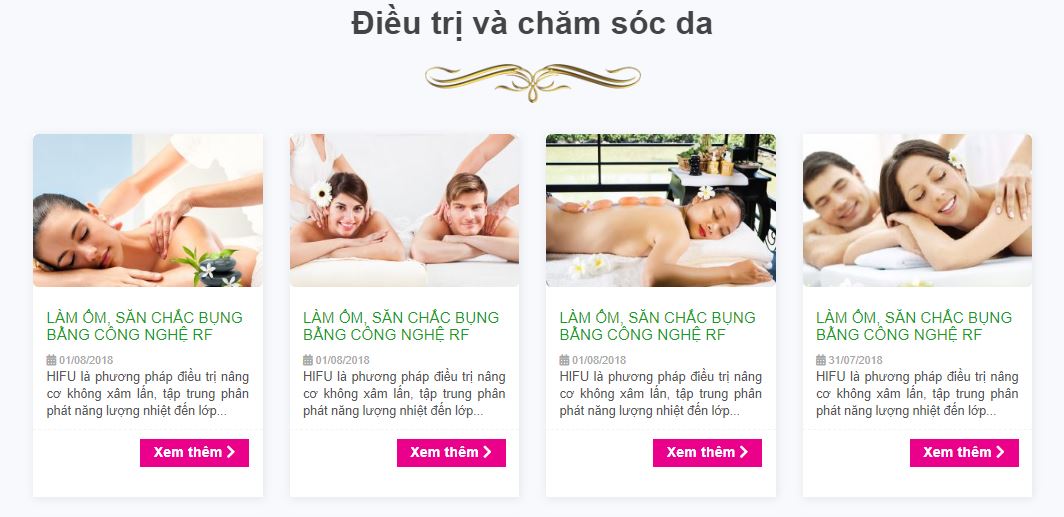 Điều trị và chăm sóc da
LÀM ỐM, SĂN CHẮC BỤNG
BẰNG CÔNG NGHỆ RF
01/08/2018
HIFU là phương pháp điều trị nâng
cơ không xâm lấn, tập trung phân
phát năng lượng nhiệt đến lớp...
Xem thêm
LÀM ỐM, SĂN CHẮC BỤNG
BẰNG CÔNG NGHỆ RF
01/08/2018
HIFU là phương pháp điều trị nâng
cơ không xâm lấn, tập trung phân
phát năng lượng nhiệt đến lớp...
Xem thêm
LÀM ỐM, SĂN CHẮC BỤNG
BẰNG CÔNG NGHỆ RF
01/08/2018
HIFU là phương pháp điều trị nâng
cơ không xâm lấn, tập trung phân
phát năng lượng nhiệt đến lớp...
Xem thêm
LÀM ỐM, SĂN CHẮC BỤNG
BẰNG CÔNG NGHỆ RF
31/07/2018
HIFU là phương pháp điều trị nâng
cơ không xâm lấn, tập trung phân
phát năng lượng nhiệt đến lớp...
Xem thêm